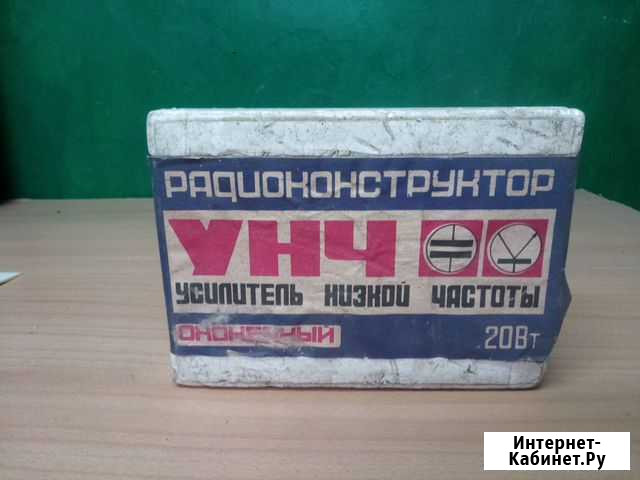 РАДИОКОНСТРУКТОР
УНЧ
УСИЛИТЕЛЬ НИЗКОЙ ЧАСТОТЫ
20Вт
Интернет-
Кабинет.Ру